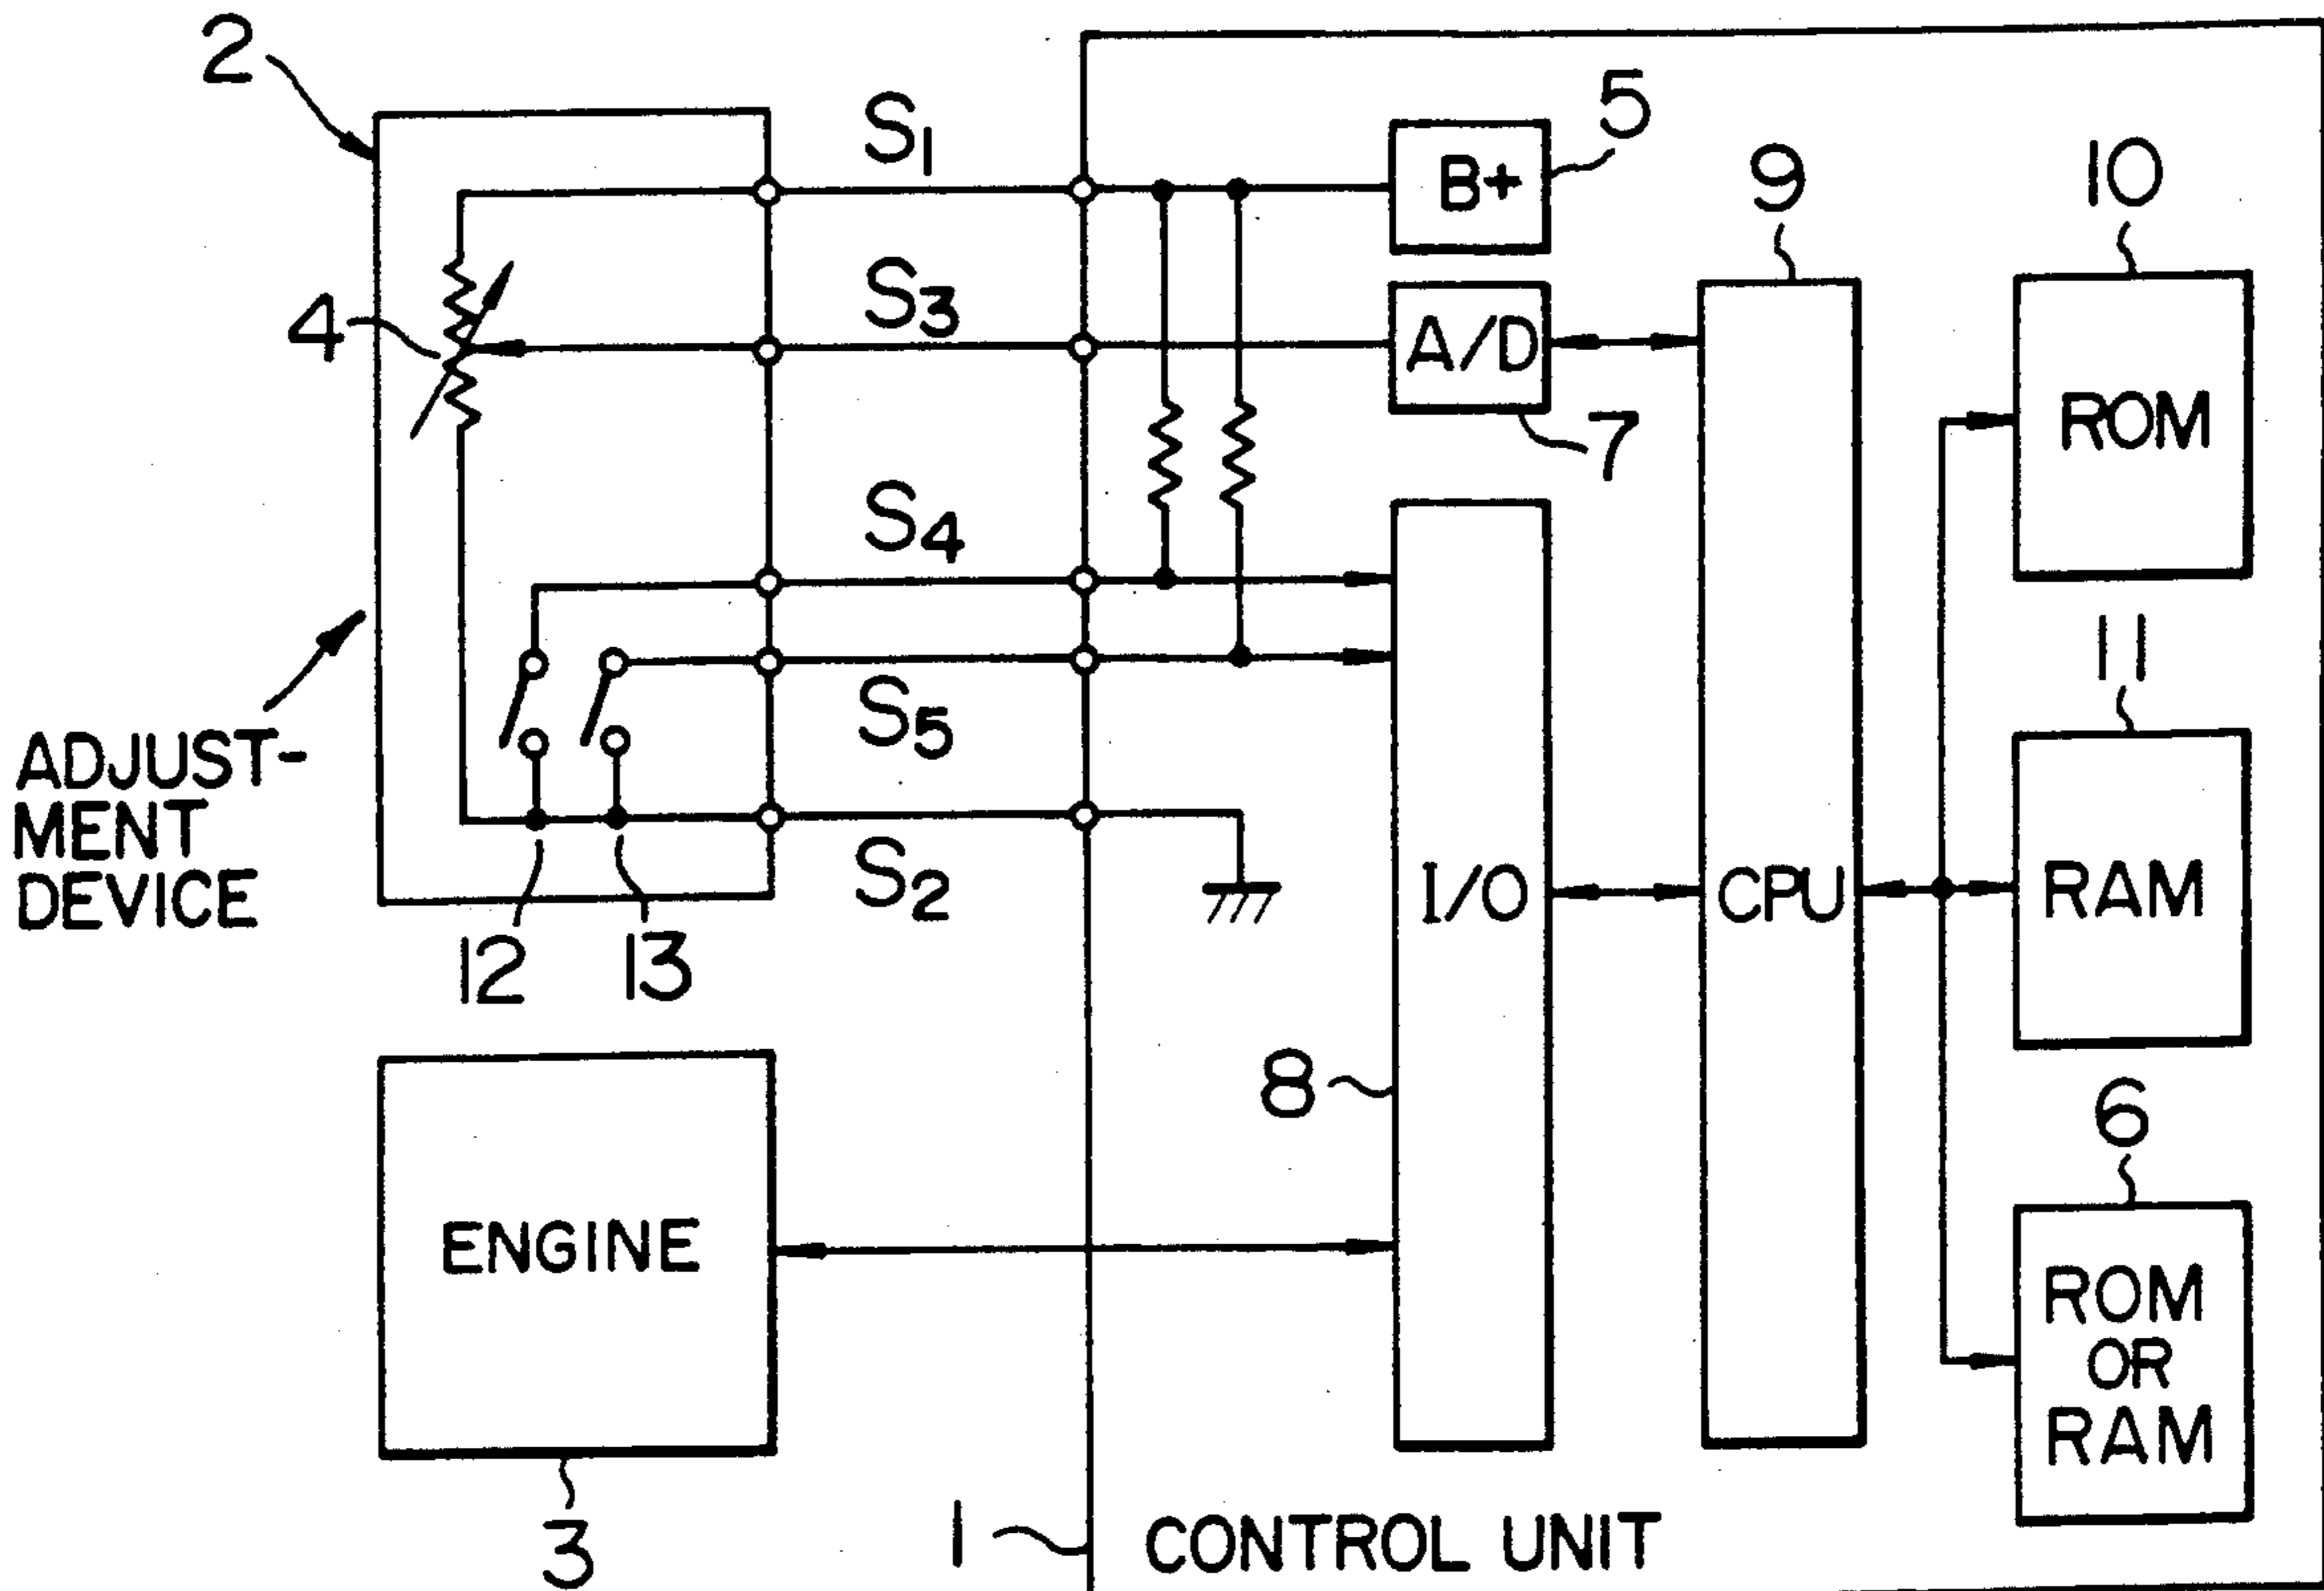 2
S1
5
B+
9
10
S3
4
A/D
ROM
7
S4
11
S5
ADJUST-
MENT
DEVICE
S2
I/O
CPU
RAM
12
13
8
6
ENGINE
ROM
OR
RAM
3
1
CONTROL UNIT